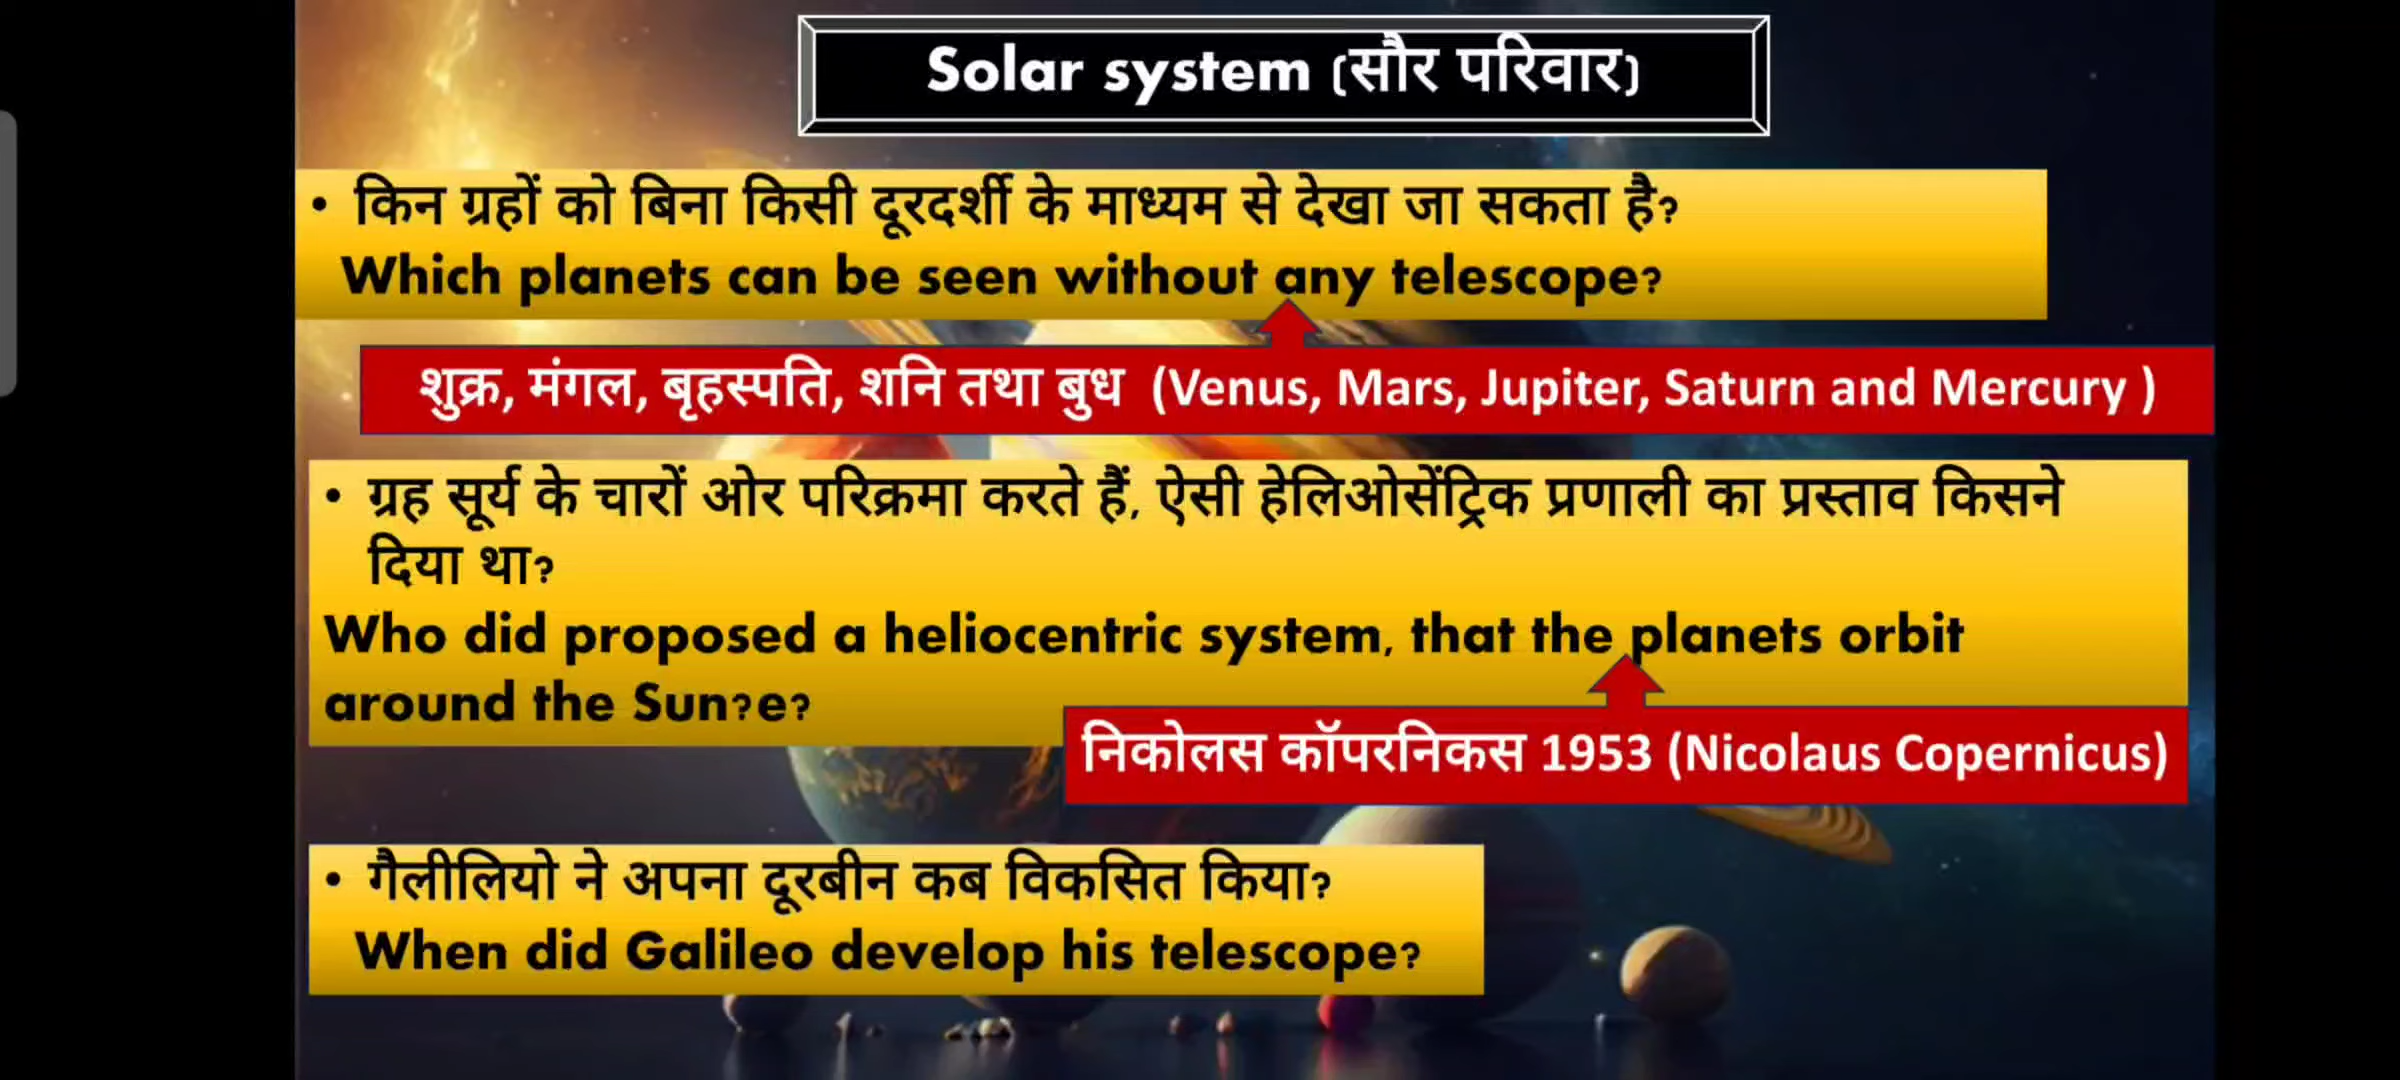 Solar system (सौर परिवार)
• किन ग्रहों को बिना किसी दूरदर्शी के माध्यम से देखा जा सकता है?
Which planets can be seen without any telescope?
शुक्र, मंगल, बृहस्पति, शनि तथा बुध (Venus, Mars, Jupiter, Saturn and Mercury )
• ग्रह सूर्य के चारों ओर परिक्रमा करते हैं, ऐसी हेलिओसेंट्रिक प्रणाली का प्रस्ताव किसने
दिया था?
Who did proposed a heliocentric system, that the planets orbit
around the Sun?e?
निकोलस कॉपरनिकस 1953 (Nicolaus Copernicus)
• गैलीलियो ने अपना दूरबीन कब विकसित किया?
When did Galileo develop his telescope?